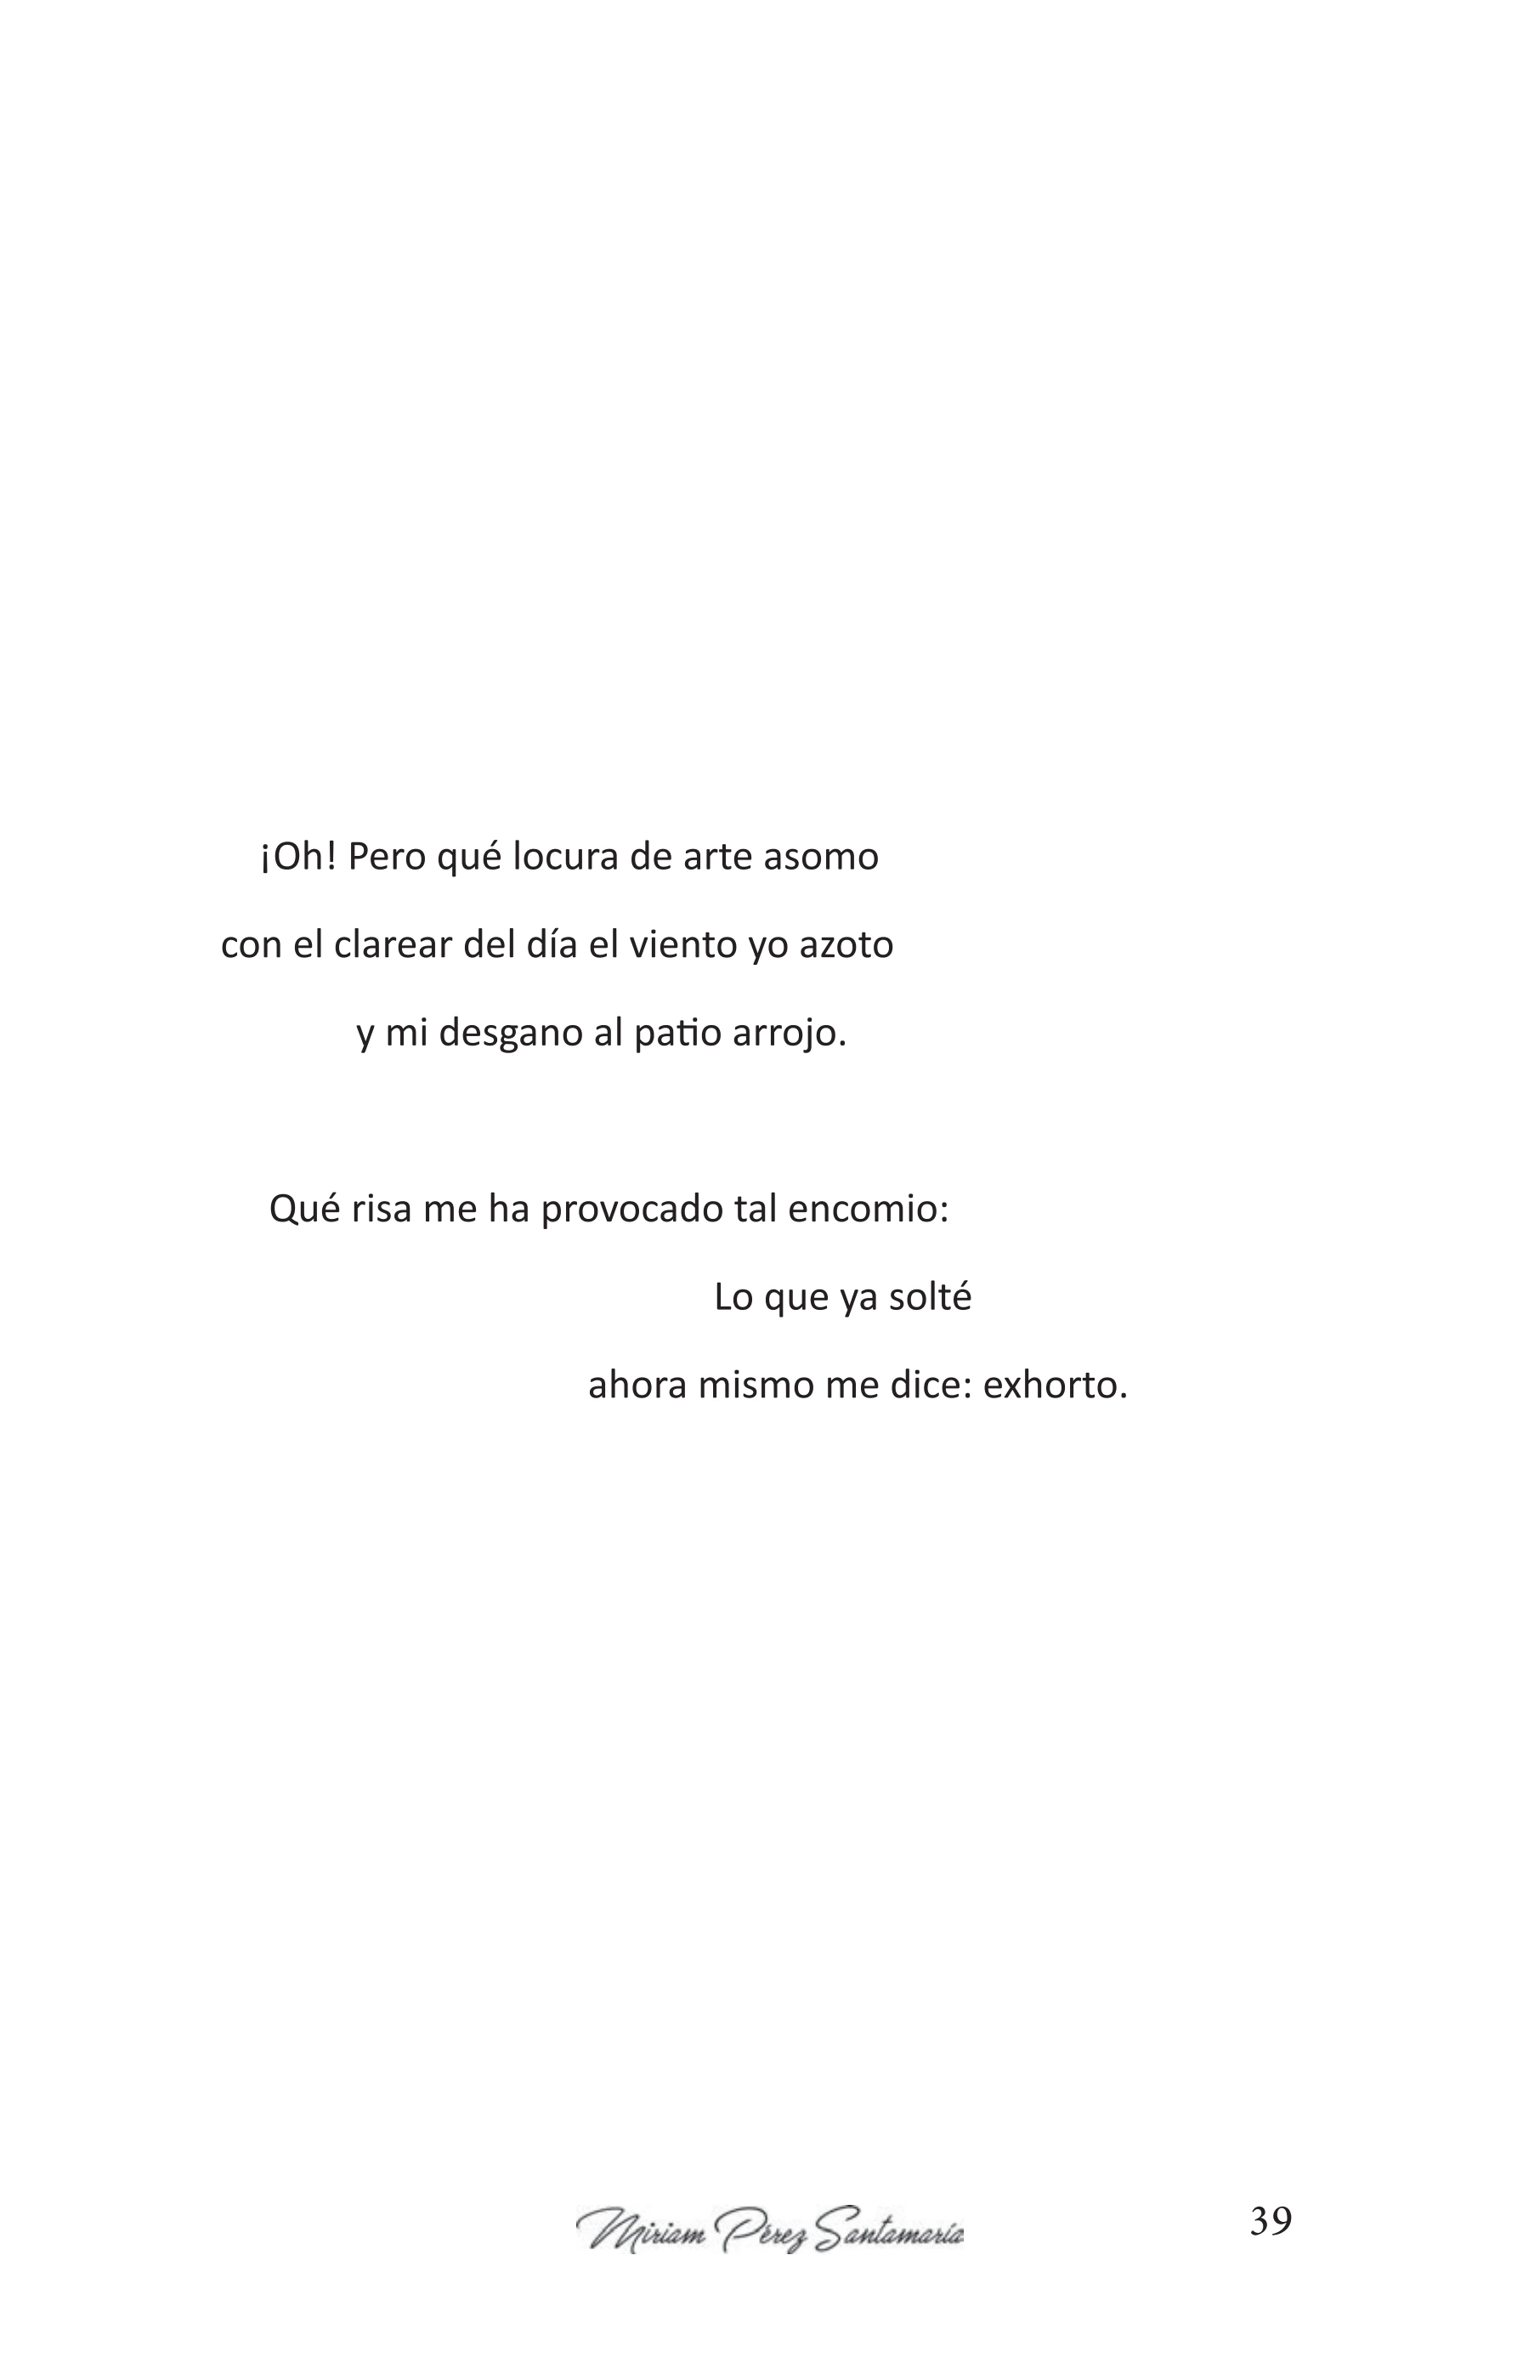 ¡Oh! Pero qué locura de arte asomo
con el clarear del día el viento yo azoto
y mi desgano al patio arrojo.
Qué risa me ha provocado tal encomio:
Lo que ya solté
ahora mismo me dice: exhorto.
Miriam Pérez Santamaría
39